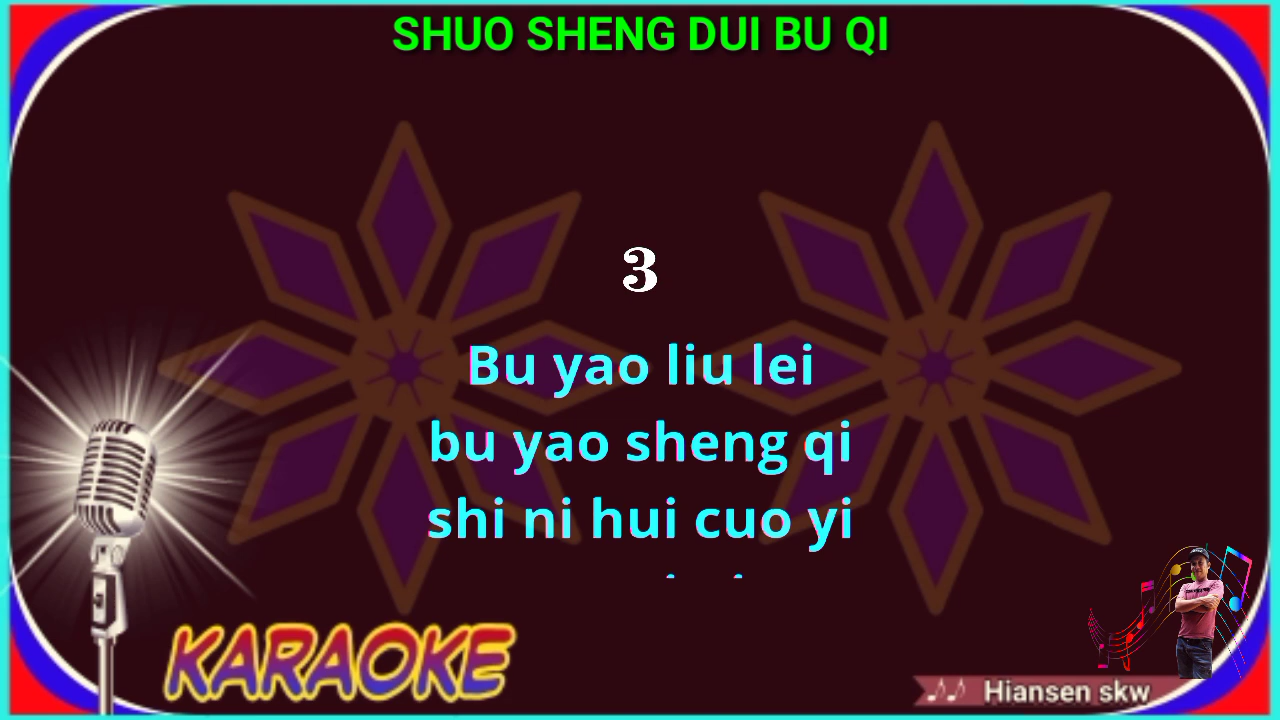 SHUO SHENG DUI BU QI
3
Bu yao liu lei
bu yao sheng qi
shi ni hui cuo yi
KARAOKE
Hiansen skw